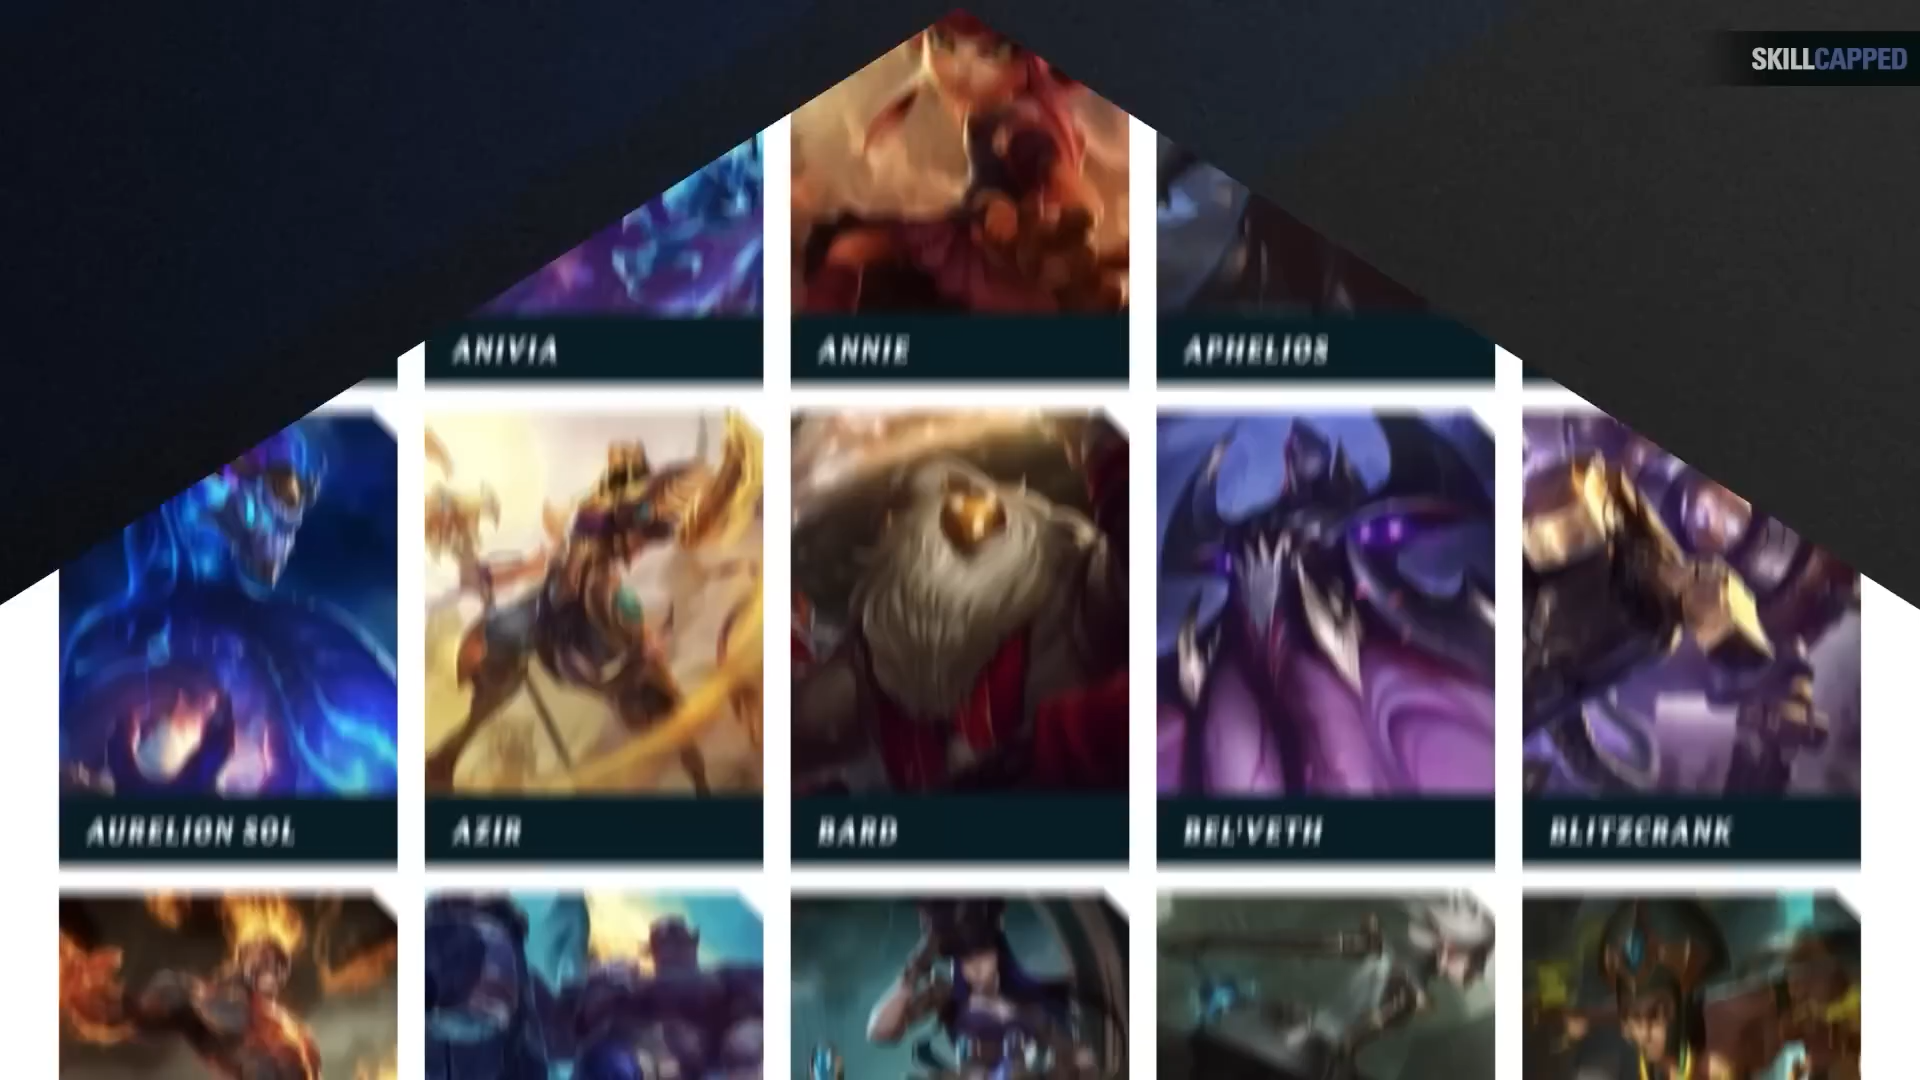 SKILLCAPPED
ANIVIA
ANNIE
APHELIOS
AURELION SOL
AZIR
BARD
BEL'VETH
BLITZCRANK